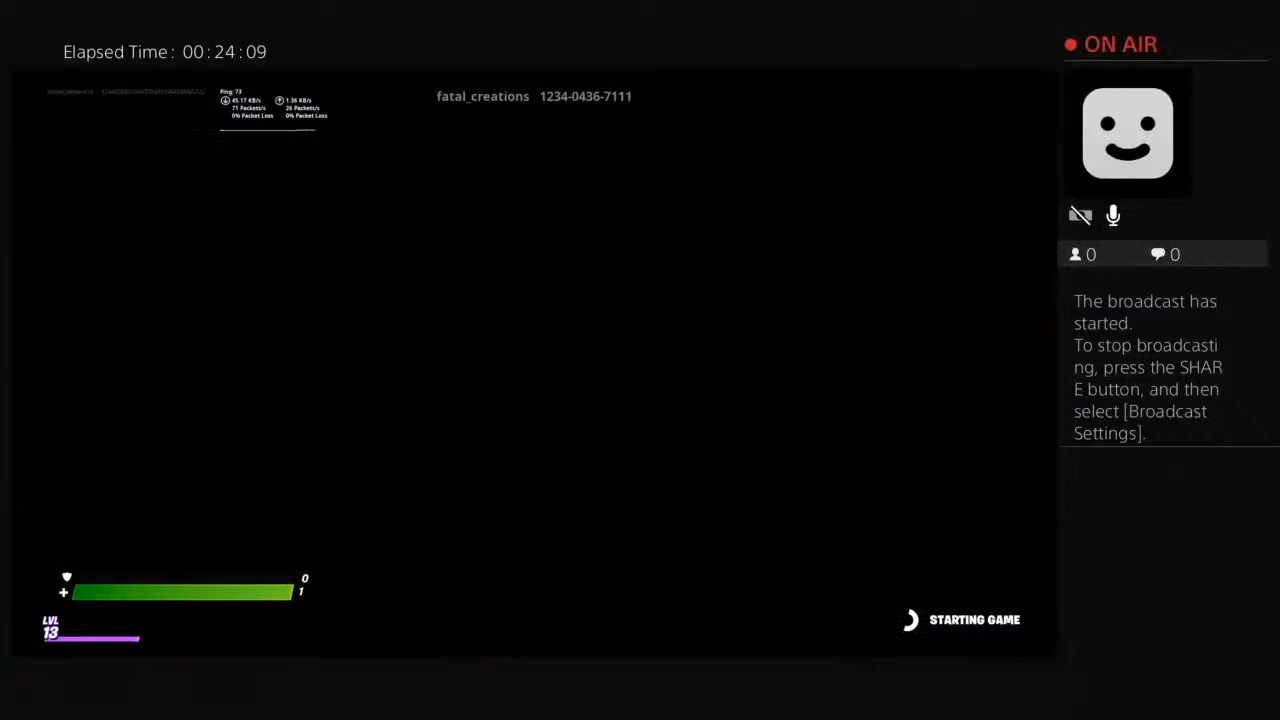 Elapsed Time: 00:24:09
ON AIR
Ping: 73
45.17 KB/s 1.36 KB/s
71 Packets/s 26 Packets/s
0% Packet Loss 0% Packet Loss
fatal_creations 1234-0436-7111
0 0
The broadcast has
started.
To stop broadcasti
ng, press the SHAR
E button, and then
select [Broadcast
Settings].
0
1
LVL
13
STARTING GAME